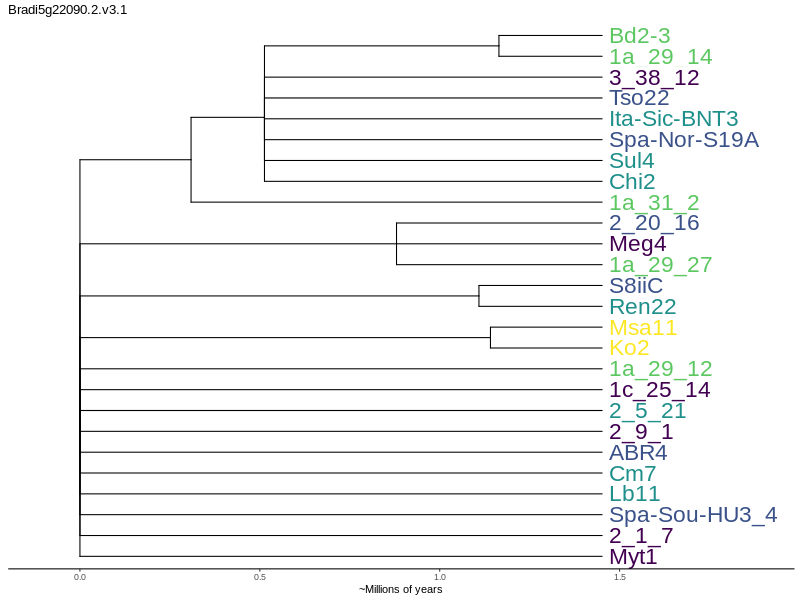 Bradi5g22090.2.v3.1
Bd2-3
1a_29_14
3_38_12
Tso22
Ita-Sic-BNT3
Spa-Nor-S19A
Sul4
Chi2
1a_31_2
2_20_16
Meg4
1a_29_27
S8iiC
Ren22
Msa11
Ko2
1a_29_12
1c_25_14
2_5_21
2_9_1
ABR4
Cm7
Lb11
Spa-Sou-HU3_4
2_1_7
Myt1
0.0 0.5 1.0 1.5
~Millions of years